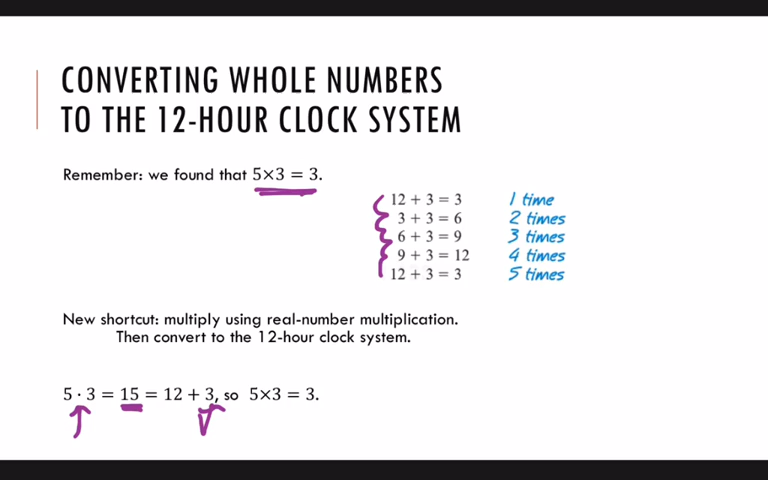 CONVERTING WHOLE NUMBERS
TO THE 12-HOUR CLOCK SYSTEM
Remember: we found that 5×3 = 3.
12 + 3 = 3 1 time
3 + 3 = 6 2 times
6 + 3 = 9 3 times
9 + 3 = 12 4 times
12 + 3 = 3 5 times
New shortcut: multiply using real-number multiplication.
Then convert to the 12-hour clock system.
5 · 3 = 15 = 12 + 3, so 5×3 = 3.